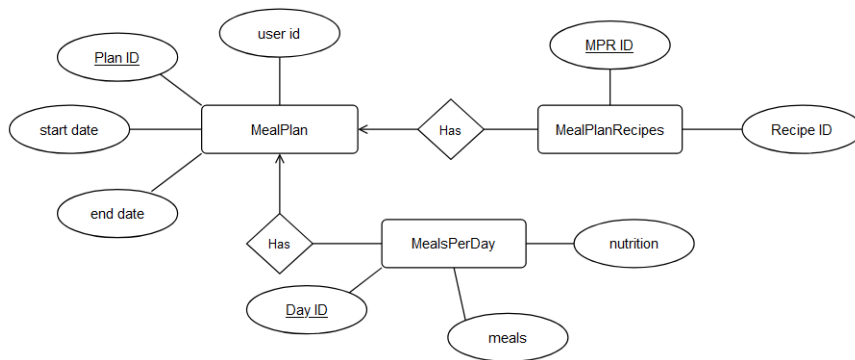 user id
MPR ID
Plan ID
start date
MealPlan
Has
MealPlanRecipes
Recipe ID
end date
Has
MealsPerDay
nutrition
Day ID
meals